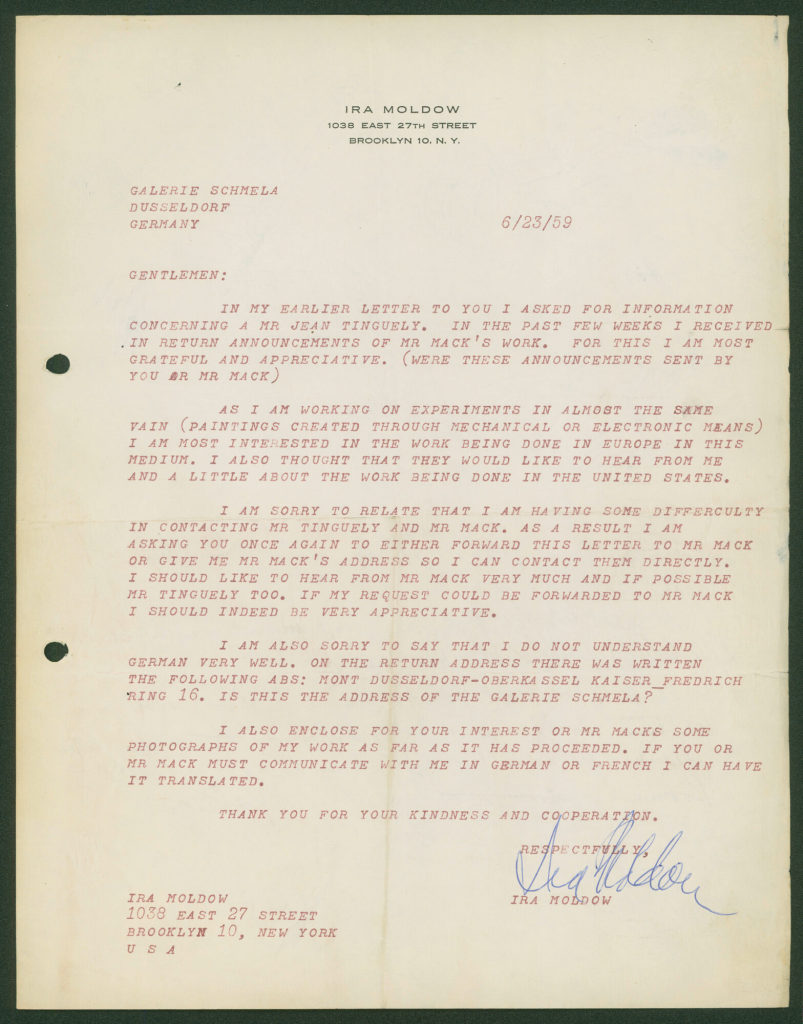 IRA MOLDOW
1038 EAST 27TH STREET
BROOKLYN 10, N. Y.
GALERIE SCHMELA
DUSSELDORF
GERMANY
6/23/59
GENTLEMEN:
IN MY EARLIER LETTER TO YOU I ASKED FOR INFORMATION
CONCERNING A MR JEAN TINGUELY. IN THE PAST FEW WEEKS I RECEIVED
IN RETURN ANNOUNCEMENTS OF MR MACK'S WORK. FOR THIS I AM MOST
GRATEFUL AND APPRECIATIVE. (WERE THESE ANNOUNCEMENTS SENT BY
YOU OR MR MACK)
AS I AM WORKING ON EXPERIMENTS IN ALMOST THE SAME
VAIN (PAINTINGS CREATED THROUGH MECHANICAL OR ELECTRONIC MEANS)
I AM MOST INTERESTED IN THE WORK BEING DONE IN EUROPE IN THIS
MEDIUM. I ALSO THOUGHT THAT THEY WOULD LIKE TO HEAR FROM ME
AND A LITTLE ABOUT THE WORK BEING DONE IN THE UNITED STATES.
I AM SORRY TO RELATE THAT I AM HAVING SOME DIFFERCULTY
IN CONTACTING MR TINGUELY AND MR MACK. AS A RESULT I AM
ASKING YOU ONCE AGAIN TO EITHER FORWARD THIS LETTER TO MR MACK
OR GIVE ME MR MACK'S ADDRESS SO I CAN CONTACT THEM DIRECTLY.
I SHOULD LIKE TO HEAR FROM MR MACK VERY MUCH AND IF POSSIBLE
MR TINGUELY TOO. IF MY REQUEST COULD BE FORWARDED TO MR MACK
I SHOULD INDEED BE VERY APPRECIATIVE.
I AM ALSO SORRY TO SAY THAT I DO NOT UNDERSTAND
GERMAN VERY WELL. ON THE RETURN ADDRESS THERE WAS WRITTEN
THE FOLLOWING ABS: MONT DUSSELDORF-OBERKASSEL KAISER_FREDRICH
RING 16. IS THIS THE ADDRESS OF THE GALERIE SCHMELA?
I ALSO ENCLOSE FOR YOUR INTEREST OR MR MACKS SOME
PHOTOGRAPHS OF MY WORK AS FAR AS IT HAS PROCEEDED. IF YOU OR
MR MACK MUST COMMUNICATE WITH ME IN GERMAN OR FRENCH I CAN HAVE
IT TRANSLATED.
THANK YOU FOR YOUR KINDNESS AND COOPERATION.
RESPECTFULLY,
Ira Moldow
IRA MOLDOW
IRA MOLDOW
1038 EAST 27 STREET
BROOKLYN 10, NEW YORK
U S A